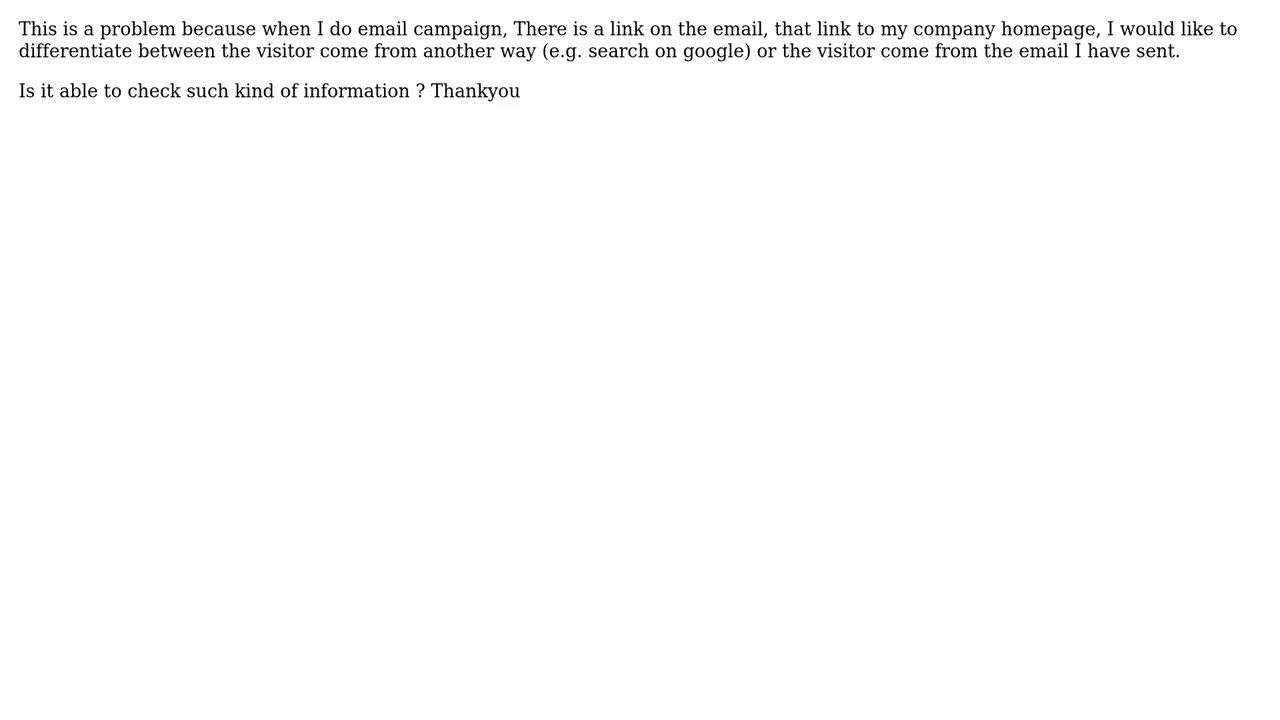 This is a problem because when I do email campaign, There is a link on the email, that link to my company homepage, I would like to
differentiate between the visitor come from another way (e.g. search on google) or the visitor come from the email I have sent.
Is it able to check such kind of information ? Thankyou